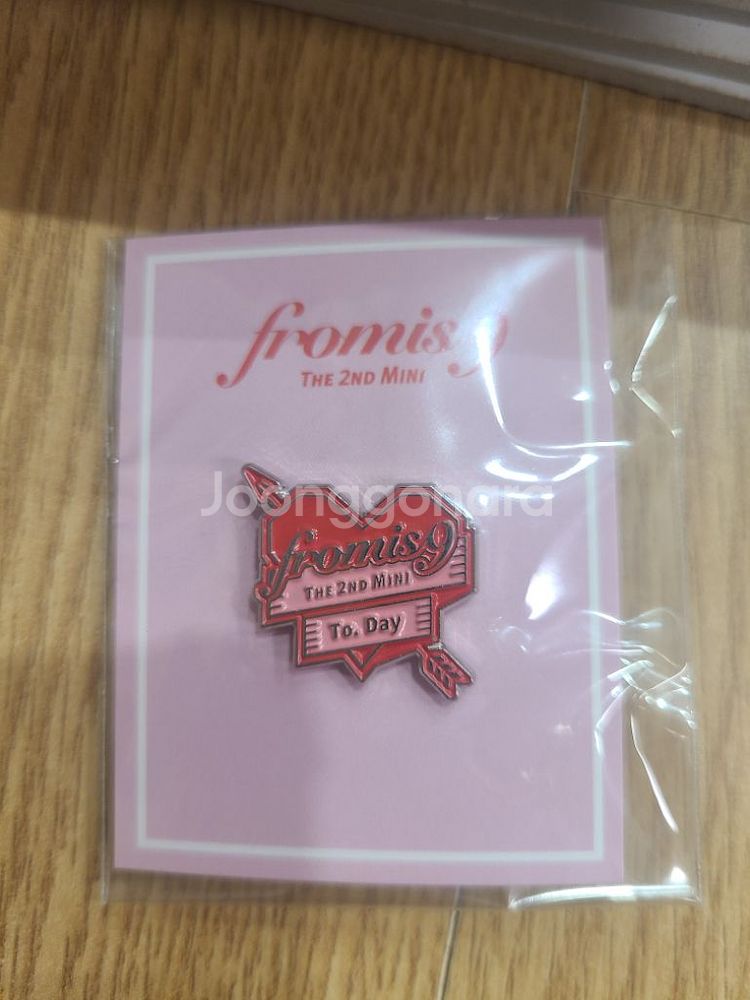 fromis_9
THE 2ND MINI
Joonggonara
fromis_9
THE 2ND MINI
To. Day